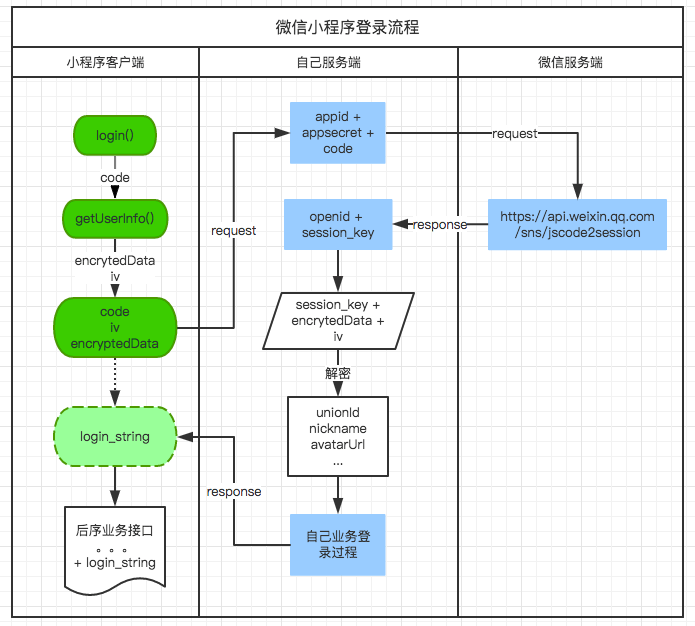 微信小程序登录流程
小程序客户端
自己服务端
微信服务端
login()
code
getUserInfo()
encrytedData
iv
code
iv
encryptedData
login_string
后序业务接口
。。。
+ login_string
request
appid +
appsecret +
code
request
https://api.weixin.qq.com
/sns/jscode2session
response
openid +
session_key
session_key +
encrytedData +
iv
解密
unionId
nickname
avatarUrl
...
自己业务登
录过程
response